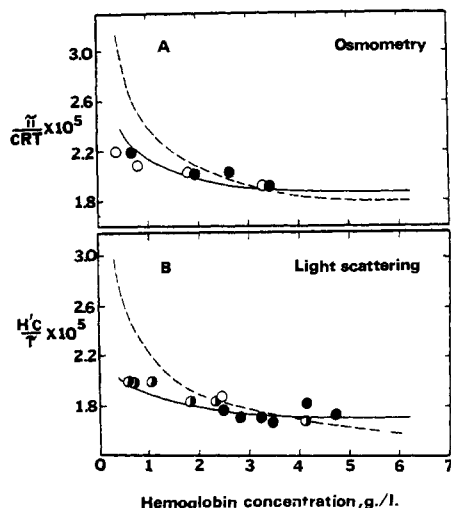 A
Osmometry
3.0
2.6
2.2
1.8
π̃/cRT ×10⁵
B
Light scattering
3.0
2.6
2.2
1.8
H'c/τ ×10⁵
0 1 2 3 4 5 6 7
Hemoglobin concentration, g./l.